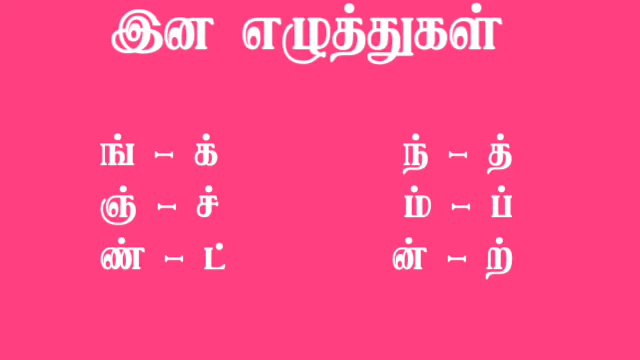 இன எழுத்துகள்
ங் - க் ந் - த்
ஞ் - ச் ம் - ப்
ண் - ட் ன் - ற்